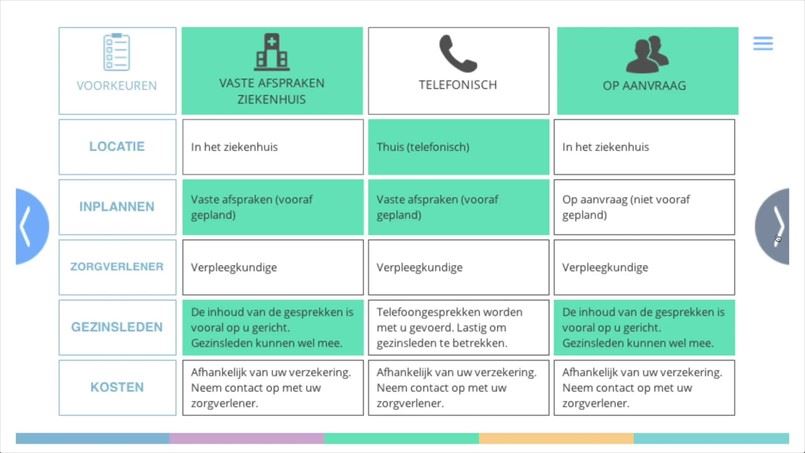 VOORKEUREN
VASTE AFSPRAKEN
ZIEKENHUIS
TELEFONISCH
OP AANVRAAG
LOCATIE
In het ziekenhuis
Thuis (telefonisch)
In het ziekenhuis
INPLANNEN
Vaste afspraken (vooraf
gepland)
Vaste afspraken (vooraf
gepland)
Op aanvraag (niet vooraf
gepland)
ZORGVERLENER
Verpleegkundige
Verpleegkundige
Verpleegkundige
GEZINSLEDEN
De inhoud van de gesprekken is
vooral op u gericht.
Gezinsleden kunnen wel mee.
Telefoongesprekken worden
met u gevoerd. Lastig om
gezinsleden te betrekken.
De inhoud van de gesprekken is
vooral op u gericht.
Gezinsleden kunnen wel mee.
KOSTEN
Afhankelijk van uw verzekering.
Neem contact op met uw
zorgverlener.
Afhankelijk van uw verzekering.
Neem contact op met uw
zorgverlener.
Afhankelijk van uw verzekering.
Neem contact op met uw
zorgverlener.